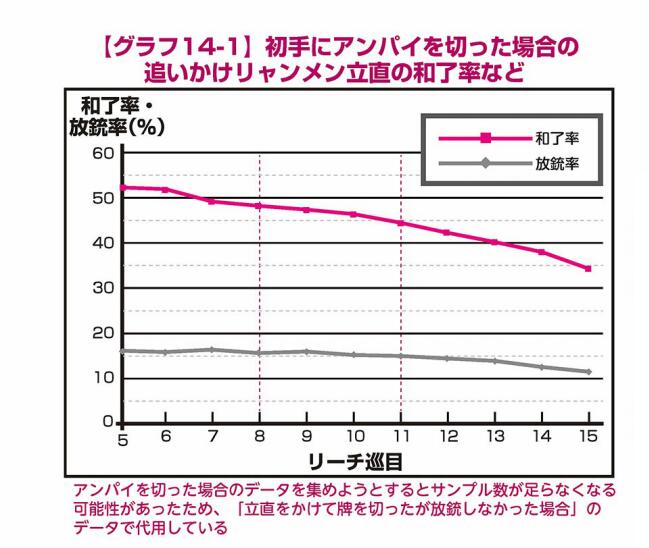 【グラフ14-1】初手にアンパイを切った場合の
追いかけリャンメン立直の和了率など
和了率・
放銃率(%)
和了率
放銃率
60
50
40
30
20
10
0
5 6 7 8 9 10 11 12 13 14 15
リーチ巡目
アンパイを切った場合のデータを集めようとするとサンプル数が足らなくなる
可能性があったため、「立直をかけて牌を切ったが放銃しなかった場合」の
データで代用している